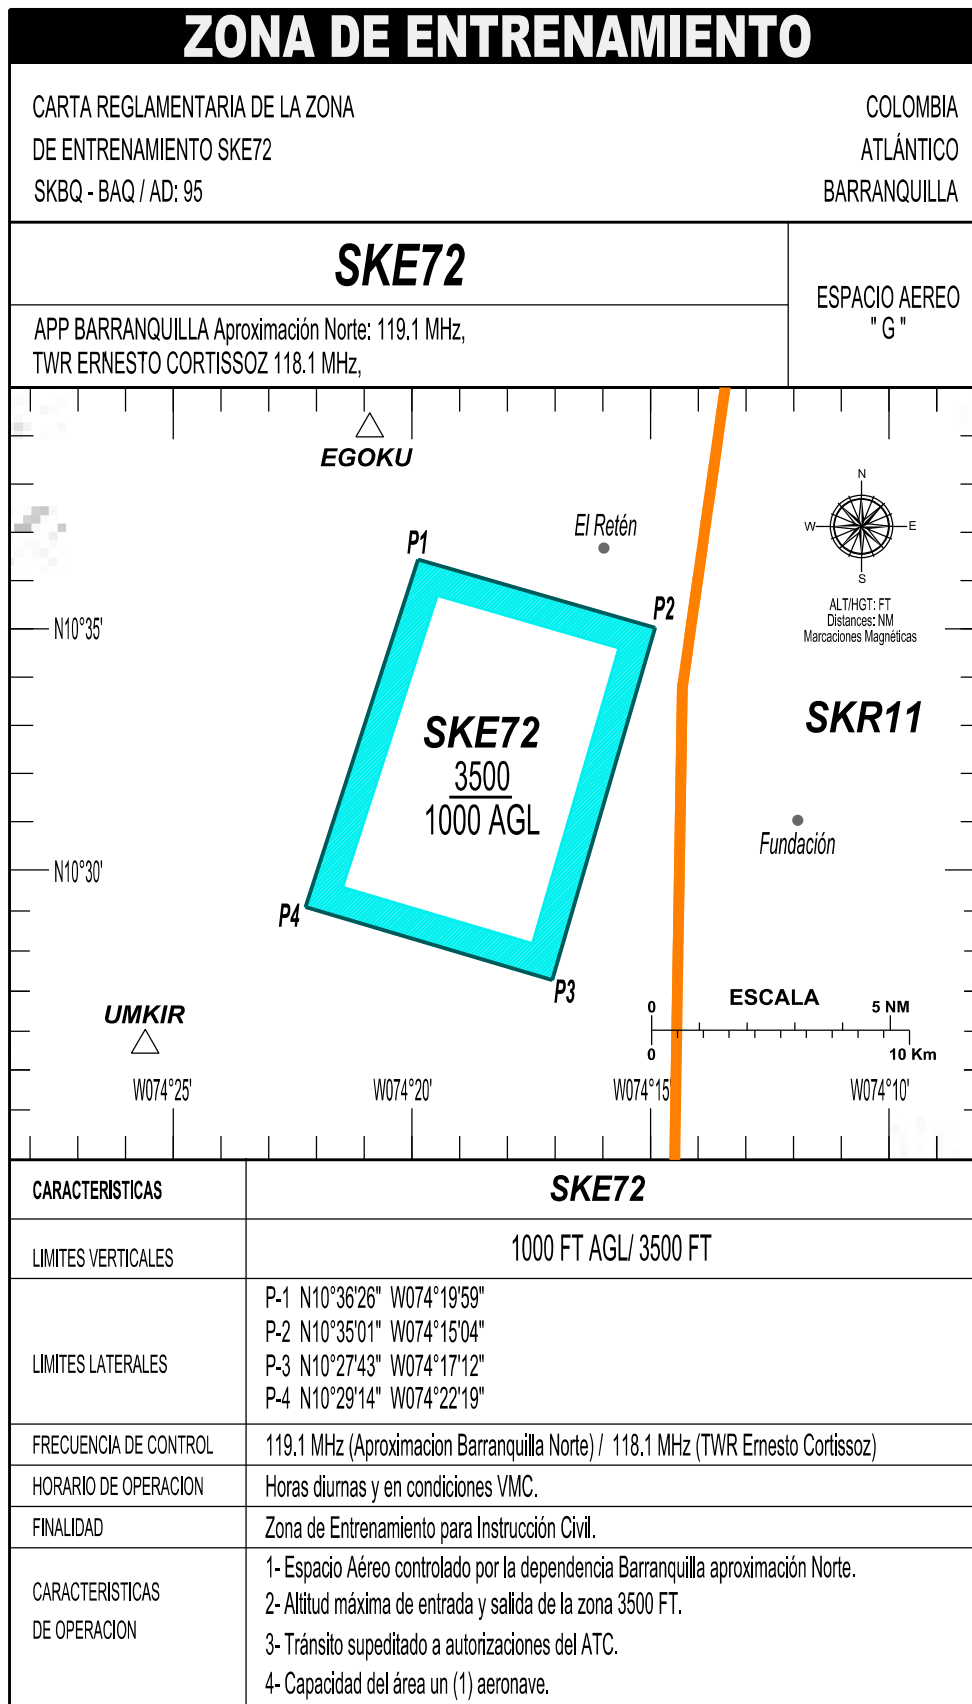 ZONA DE ENTRENAMIENTO
CARTA REGLAMENTARIA DE LA ZONA
DE ENTRENAMIENTO SKE72
SKBQ - BAQ / AD: 95
COLOMBIA
ATLÁNTICO
BARRANQUILLA
SKE72
APP BARRANQUILLA Aproximación Norte: 119.1 MHz,
TWR ERNESTO CORTISSOZ 118.1 MHz,
ESPACIO AEREO
" G "
EGOKU
El Retén
N
W
E
S
ALT/HGT: FT
Distances: NM
Marcaciones Magnéticas
P1
P2
N10°35'
SKR11
SKE72
3500
1000 AGL
Fundación
N10°30'
P4
P3
UMKIR
0
ESCALA
5 NM
0
10 Km
W074°25'
W074°20'
W074°15'
W074°10'
CARACTERISTICAS
SKE72
LIMITES VERTICALES
1000 FT AGL/ 3500 FT
LIMITES LATERALES
P-1 N10°36'26" W074°19'59"
P-2 N10°35'01" W074°15'04"
P-3 N10°27'43" W074°17'12"
P-4 N10°29'14" W074°22'19"
FRECUENCIA DE CONTROL
119.1 MHz (Aproximacion Barranquilla Norte) / 118.1 MHz (TWR Ernesto Cortissoz)
HORARIO DE OPERACION
Horas diurnas y en condiciones VMC.
FINALIDAD
Zona de Entrenamiento para Instrucción Civil.
CARACTERISTICAS
DE OPERACION
1- Espacio Aéreo controlado por la dependencia Barranquilla aproximación Norte.
2- Altitud máxima de entrada y salida de la zona 3500 FT.
3- Tránsito supeditado a autorizaciones del ATC.
4- Capacidad del área un (1) aeronave.